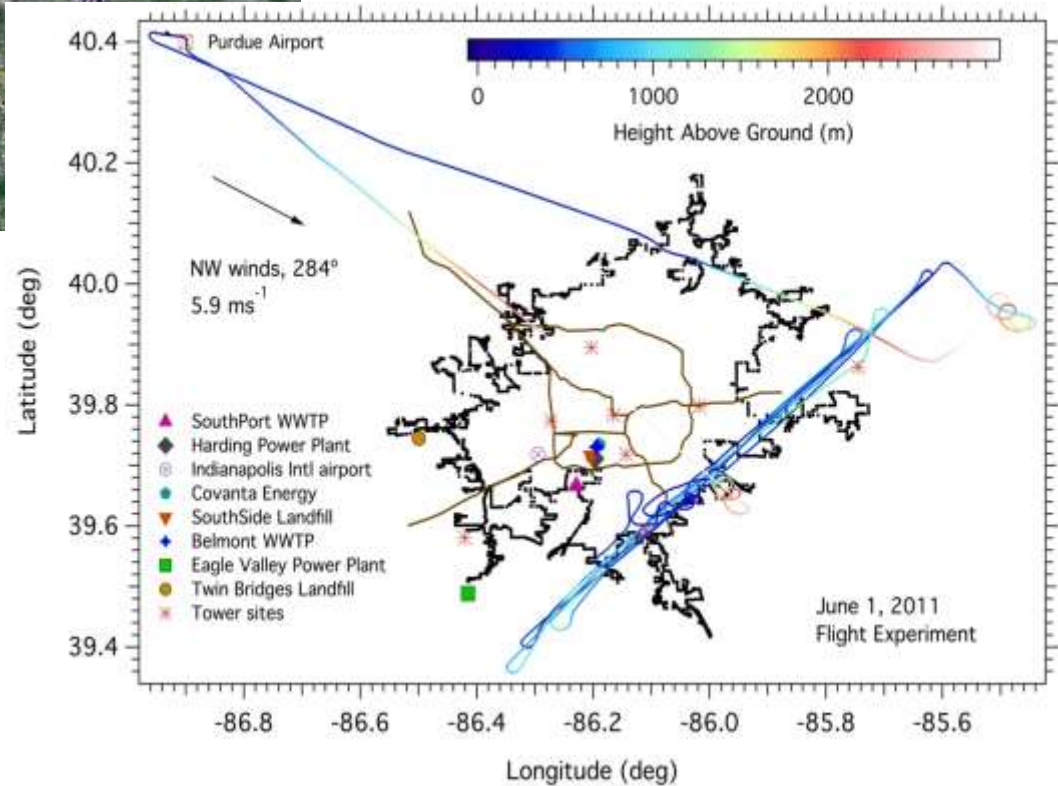 40.4
40.2
40.0
39.8
39.6
39.4
Latitude (deg)
Purdue Airport
0 1000 2000
Height Above Ground (m)
NW winds, 284º
5.9 ms⁻¹
SouthPort WWTP
Harding Power Plant
Indianapolis Intl airport
Covanta Energy
SouthSide Landfill
Belmont WWTP
Eagle Valley Power Plant
Twin Bridges Landfill
Tower sites
June 1, 2011
Flight Experiment
-86.8 -86.6 -86.4 -86.2 -86.0 -85.8 -85.6
Longitude (deg)